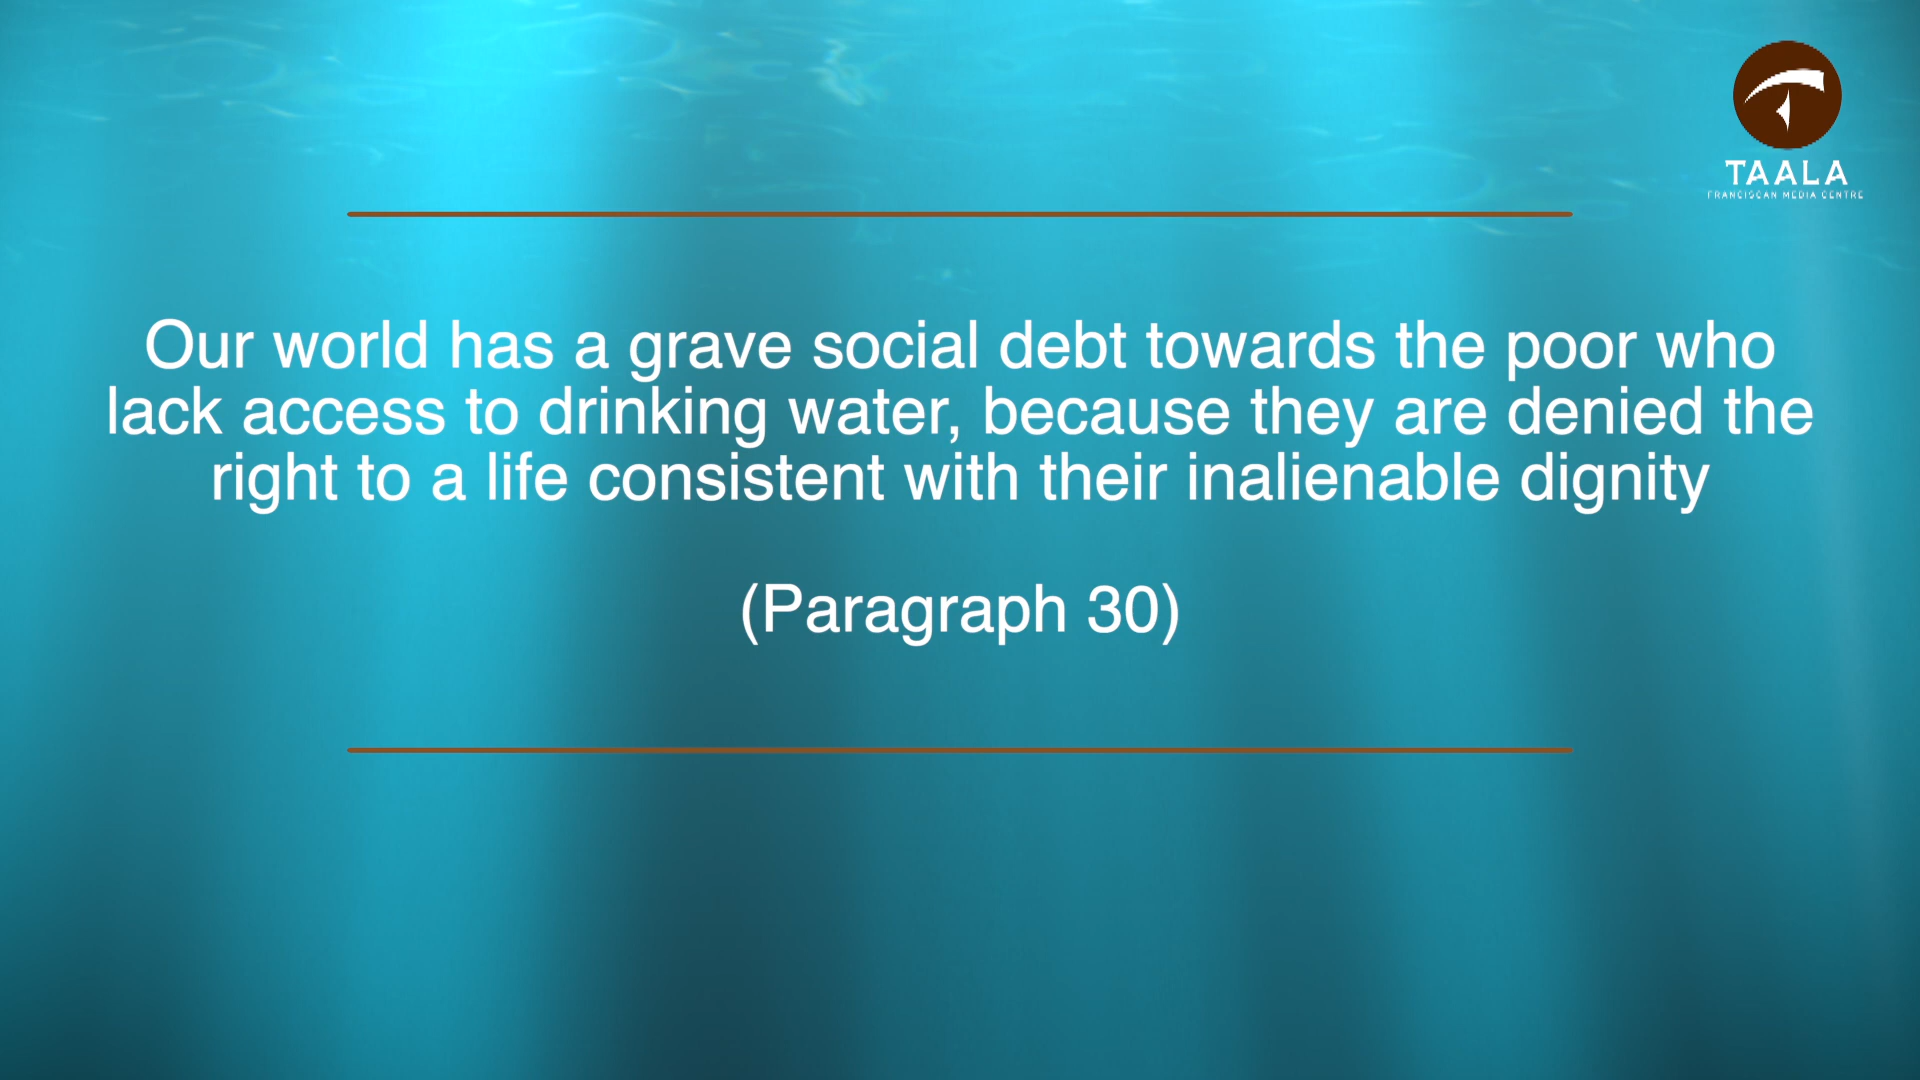 TAALA
FRANCISCAN MEDIA CENTRE
Our world has a grave social debt towards the poor who
lack access to drinking water, because they are denied the
right to a life consistent with their inalienable dignity
(Paragraph 30)